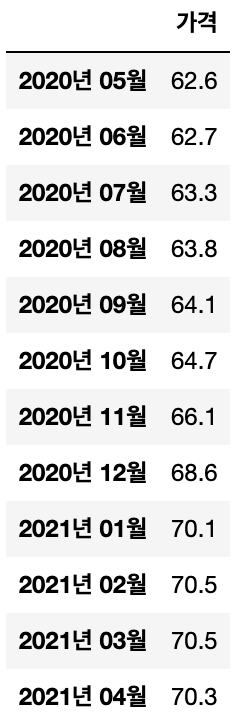 가격
2020년 05월 62.6
2020년 06월 62.7
2020년 07월 63.3
2020년 08월 63.8
2020년 09월 64.1
2020년 10월 64.7
2020년 11월 66.1
2020년 12월 68.6
2021년 01월 70.1
2021년 02월 70.5
2021년 03월 70.5
2021년 04월 70.3